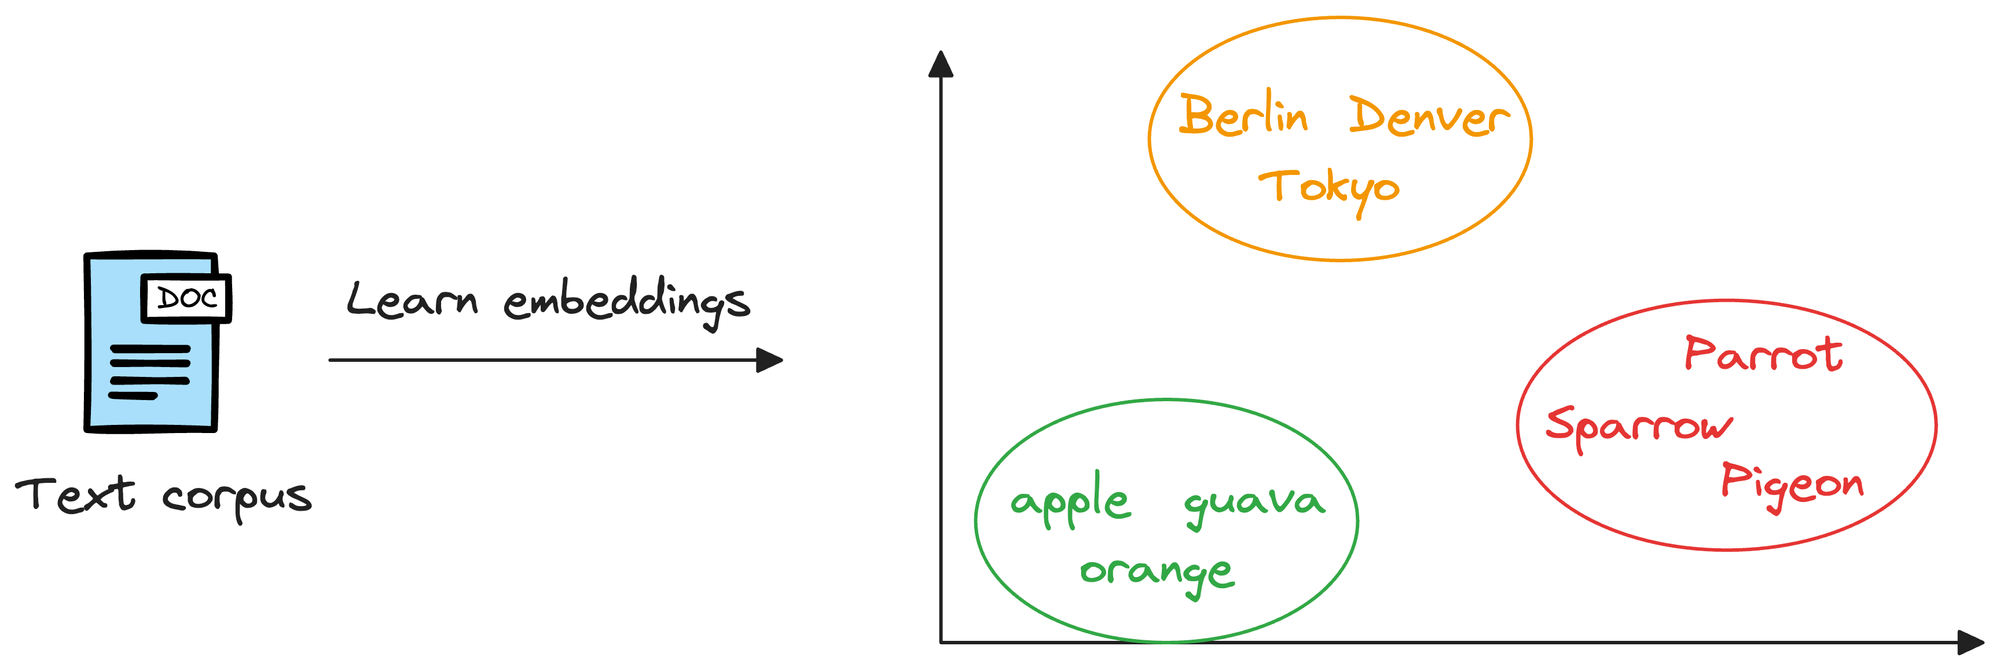 DOC
Text corpus
Learn embeddings
Berlin Denver
Tokyo
Parrot
Sparrow
Pigeon
apple guava
orange